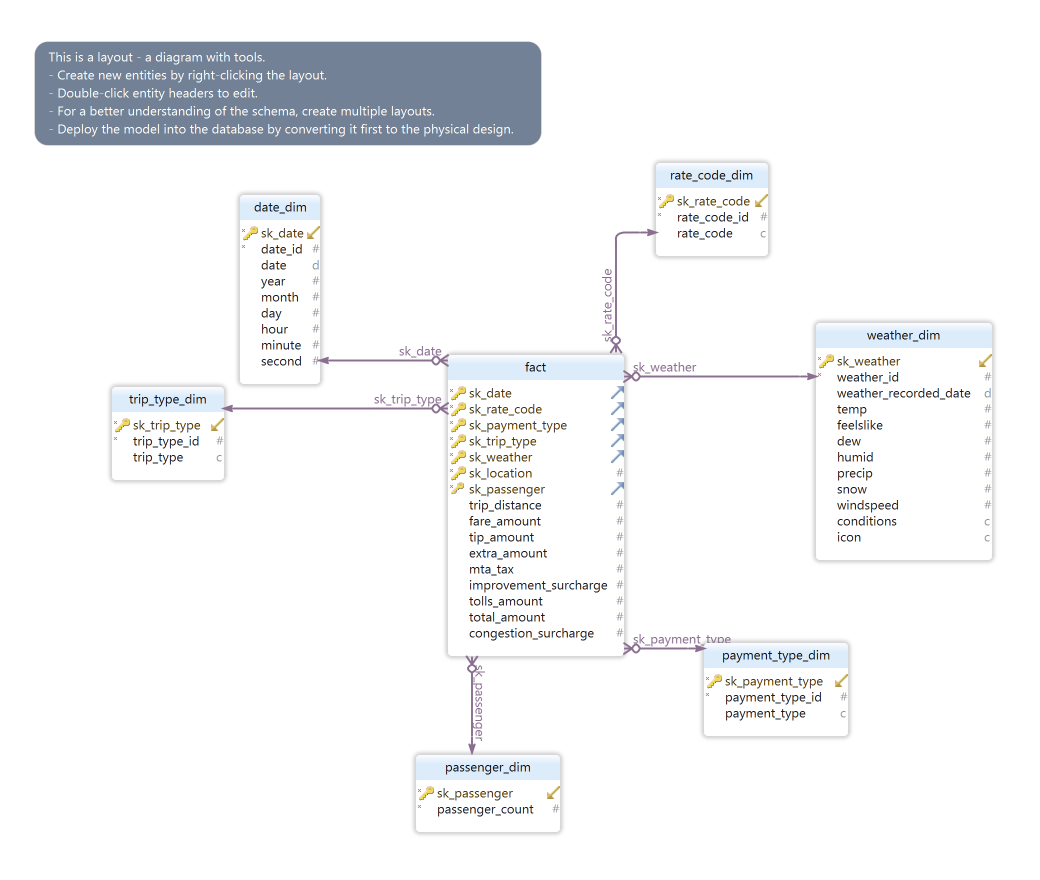 This is a layout - a diagram with tools.
- Create new entities by right-clicking the layout.
- Double-click entity headers to edit.
- For a better understanding of the schema, create multiple layouts.
- Deploy the model into the database by converting it first to the physical design.
rate_code_dim
sk_rate_code
rate_code_id #
rate_code c
date_dim
sk_date
date_id #
date d
year #
month #
day #
hour #
minute #
second #
sk_rate_code
sk_date
sk_trip_type
sk_weather
weather_dim
sk_weather
weather_id #
weather_recorded_date d
temp #
feelslike #
dew #
humid #
precip #
snow #
windspeed #
conditions c
icon c
trip_type_dim
sk_trip_type
trip_type_id #
trip_type c
fact
sk_date
sk_rate_code
sk_payment_type
sk_trip_type
sk_weather
sk_location #
sk_passenger
trip_distance #
fare_amount #
tip_amount #
extra_amount #
mta_tax #
improvement_surcharge #
tolls_amount #
total_amount #
congestion_surcharge #
sk_payment_type
payment_type_dim
sk_payment_type
payment_type_id #
payment_type c
sk_passenger
passenger_dim
sk_passenger
passenger_count #